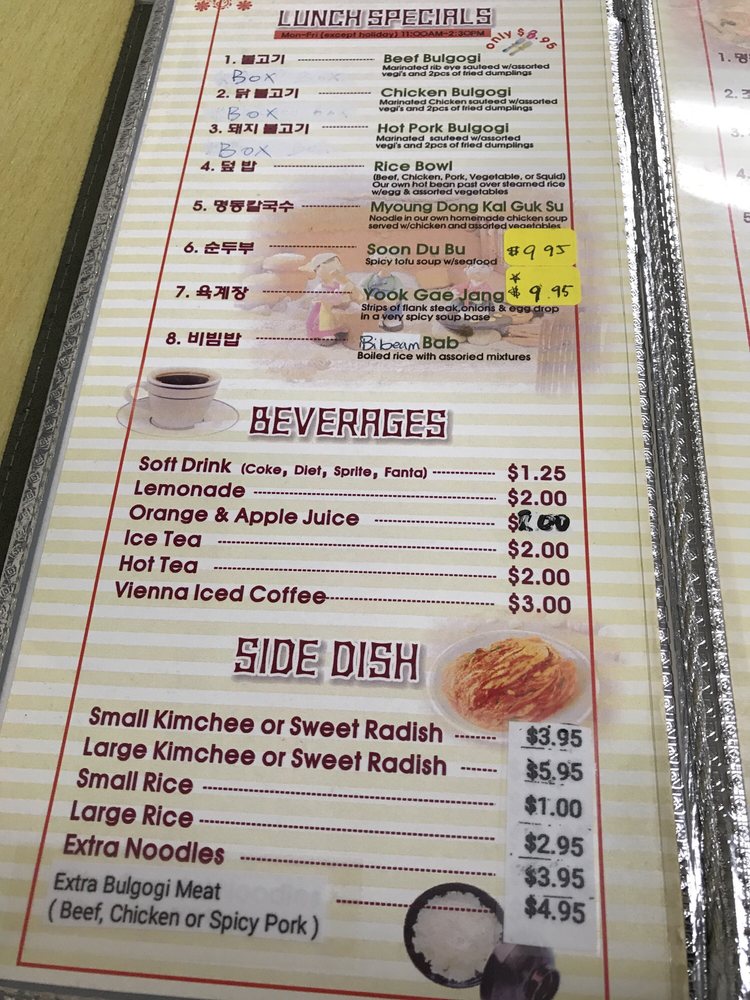 LUNCH SPECIALS
Mon-Fri (except holiday) 11:00AM-2:30PM
only $8.95
1. 불고기 Beef Bulgogi
BOX
Marinated rib eye sauteed w/assorted
vegi's and 2pcs of fried dumplings
2. 닭 불고기 Chicken Bulgogi
BOX
Marinated Chicken sauteed w/assorted
vegi's and 2pcs of fried dumplings
3. 돼지 불고기 Hot Pork Bulgogi
BOX
Marinated sauteed w/assorted
vegi's and 2pcs of fried dumplings
4. 덮 밥 Rice Bowl
(Beef, Chicken, Pork, Vegetable, or Squid)
Our own hot bean past over steamed rice
w/egg & assorted vegetables
5. 명동칼국수 Myoung Dong Kal Guk Su
Noodle in our own homemade chicken soup
served w/chicken and assorted vegetables
6. 순두부 Soon Du Bu $9.95
Spicy tofu soup w/seafood
7. 육계장 Yook Gae Jang $9.95
Strips of flank steak,onions & egg drop
in a very spicy soup base
8. 비빔밥 Bibeam Bab
Boiled rice with assoried mixtures
BEVERAGES
Soft Drink (Coke, Diet, Sprite, Fanta) $1.25
Lemonade $2.00
Orange & Apple Juice $2.00
Ice Tea $2.00
Hot Tea $2.00
Vienna Iced Coffee $3.00
SIDE DISH
Small Kimchee or Sweet Radish $3.95
Large Kimchee or Sweet Radish $5.95
Small Rice $1.00
Large Rice $2.95
Extra Noodles $3.95
Extra Bulgogi Meat $4.95
( Beef, Chicken or Spicy Pork )
1.
2.
3.
4.